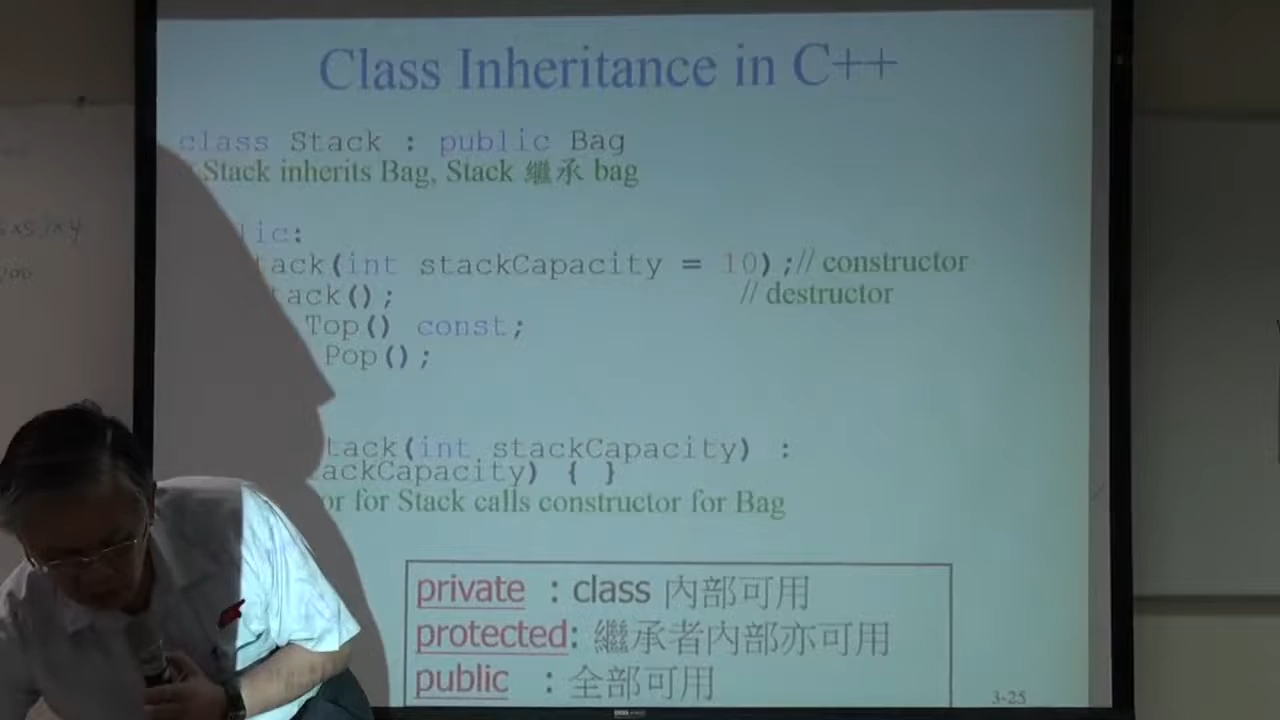 Class Inheritance in C++
class Stack : public Bag
Stack inherits Bag, Stack 繼承 bag
lic:
tack(int stackCapacity = 10);// constructor
tack(); // destructor
Top() const;
Pop();
tack(int stackCapacity) :
ackCapacity) { }
or for Stack calls constructor for Bag
private : class 內部可用
protected: 繼承者內部亦可用
public : 全部可用
3-25